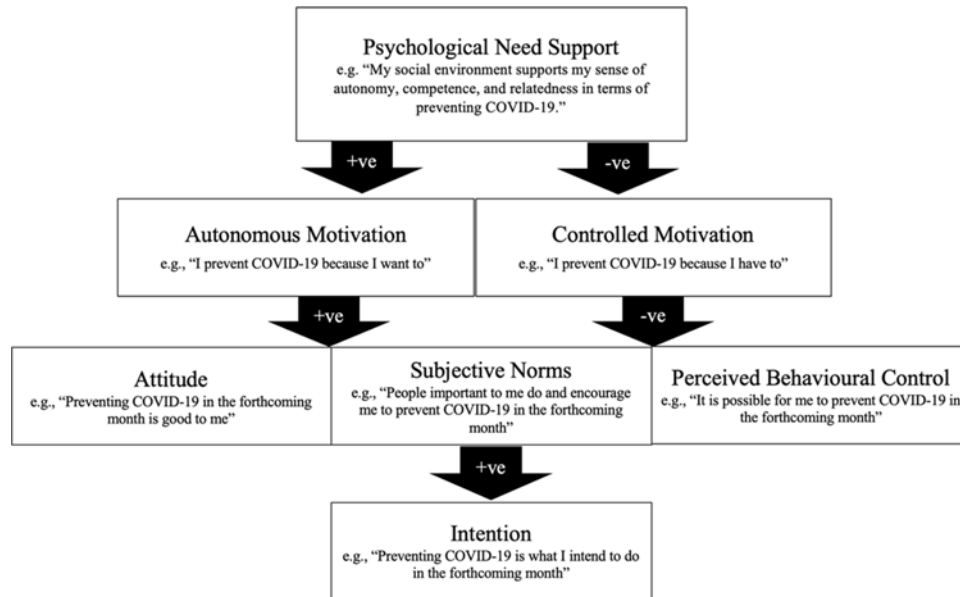 Psychological Need Support
e.g. “My social environment supports my sense of
autonomy, competence, and relatedness in terms of
preventing COVID-19.”
+ve
-ve
Autonomous Motivation
e.g., “I prevent COVID-19 because I want to”
Controlled Motivation
e.g., “I prevent COVID-19 because I have to”
+ve
-ve
Attitude
e.g., “Preventing COVID-19 in the forthcoming
month is good to me”
Subjective Norms
e.g., “People important to me do and encourage
me to prevent COVID-19 in the forthcoming
month”
Perceived Behavioural Control
e.g., “It is possible for me to prevent COVID-19 in
the forthcoming month”
+ve
Intention
e.g., “Preventing COVID-19 is what I intend to do
in the forthcoming month”